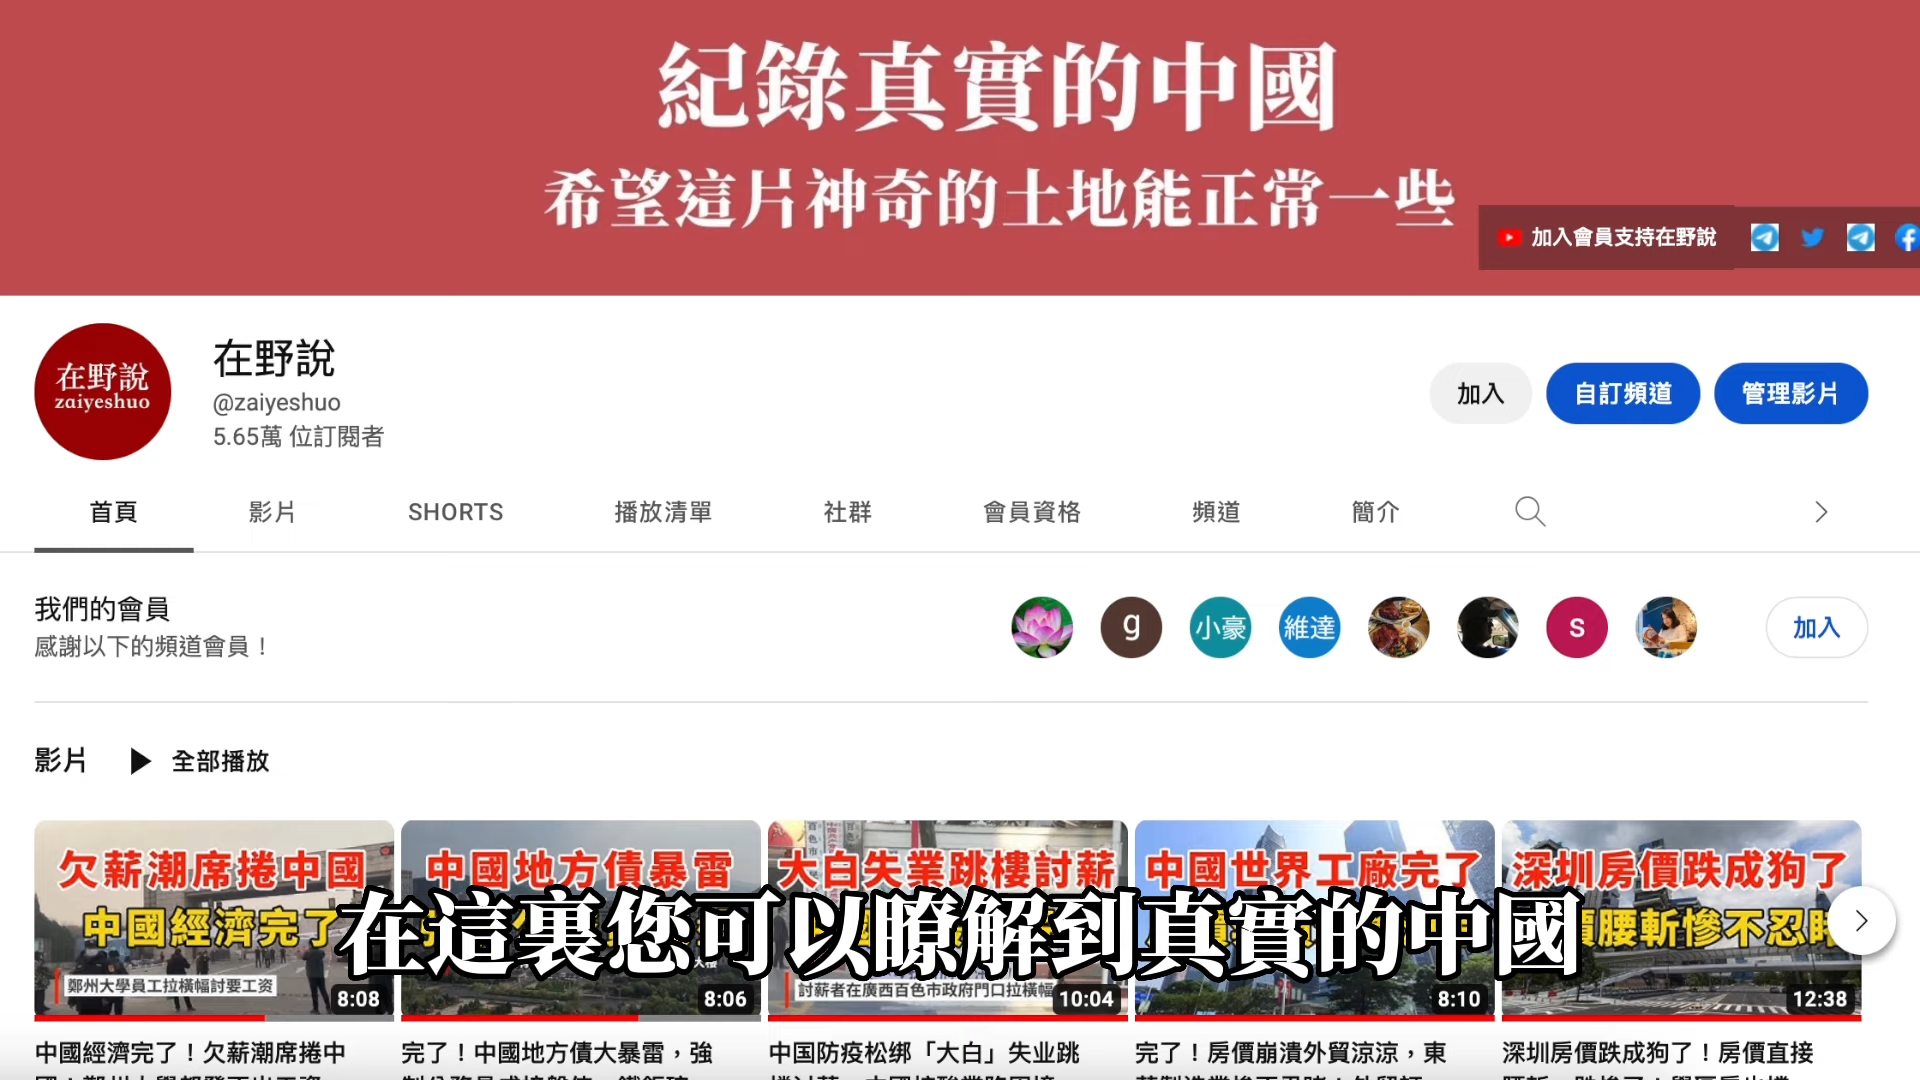 紀錄真實的中國
希望這片神奇的土地能正常一些
加入會員支持在野說
在野說
zaiyeshuo
在野說
@zaiyeshuo
5.65萬 位訂閱者
加入
自訂頻道
管理影片
首頁
影片
SHORTS
播放清單
社群
會員資格
頻道
簡介
我們的會員
感謝以下的頻道會員！
g
小豪
維達
S
加入
影片
全部播放
欠薪潮席捲中國
中國經濟完了
鄭州大學員工拉橫幅討要工資
8:08
中國地方債暴雷
8:06
大白失業跳樓討薪
討薪者在廣西百色市政府門口拉橫幅
10:04
中國世界工廠完了
8:10
深圳房價跌成狗了
價腰斬慘不忍睹
12:38
在這裏您可以瞭解到真實的中國
中國經濟完了！欠薪潮席捲中
完了！中國地方債大暴雷，強
中国防疫松绑「大白」失业跳
完了！房價崩潰外貿涼涼，東
深圳房價跌成狗了！房價直接